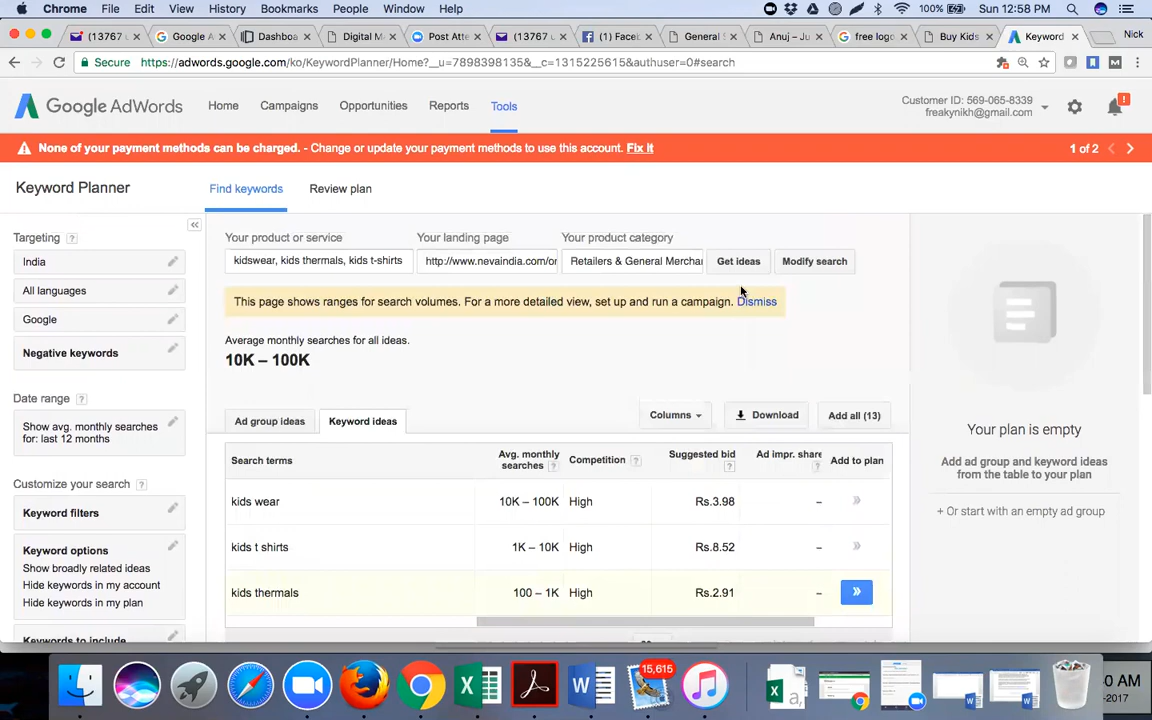 Chrome File Edit View History Bookmarks People Window Help 100% Sun 12:58 PM
(13767 u Google A Dashboa Digital M Post Atte (13767 u (1) Faceb General S Anuj – Ju free logo Buy Kids Keyword Nick
Secure https://adwords.google.com/ko/KeywordPlanner/Home?__u=7898398135&__c=1315225615&authuser=0#search
Google AdWords Home Campaigns Opportunities Reports Tools
Customer ID: 569-065-8339
freakynikh@gmail.com
None of your payment methods can be charged. - Change or update your payment methods to use this account. Fix it 1 of 2
Keyword Planner Find keywords Review plan
Targeting ?
India
All languages
Google
Negative keywords
Date range ?
Show avg. monthly searches
for: last 12 months
Customize your search ?
Keyword filters
Keyword options
Show broadly related ideas
Hide keywords in my account
Hide keywords in my plan
Keywords to include
Your product or service Your landing page Your product category
kidswear, kids thermals, kids t-shirts http://www.nevaindia.com/or Retailers & General Merchar Get ideas Modify search
This page shows ranges for search volumes. For a more detailed view, set up and run a campaign. Dismiss
Average monthly searches for all ideas.
10K – 100K
Ad group ideas Keyword ideas Columns Download Add all (13)
Search terms Avg. monthly searches ? Competition ? Suggested bid ? Ad impr. share ? Add to plan
kids wear 10K – 100K High Rs.3.98 – »
kids t shirts 1K – 10K High Rs.8.52 – »
kids thermals 100 – 1K High Rs.2.91 – »
Your plan is empty
Add ad group and keyword ideas
from the table to your plan
+ Or start with an empty ad group
15,615
0 AM
-2017